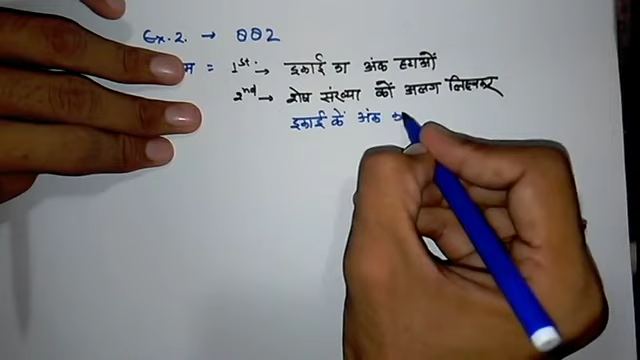 Ex.2. → 882
म = 1st. → इकाई का अंक हटाओं
2nd → शेष संख्या को अलग लिखकर
इकाई के अंक